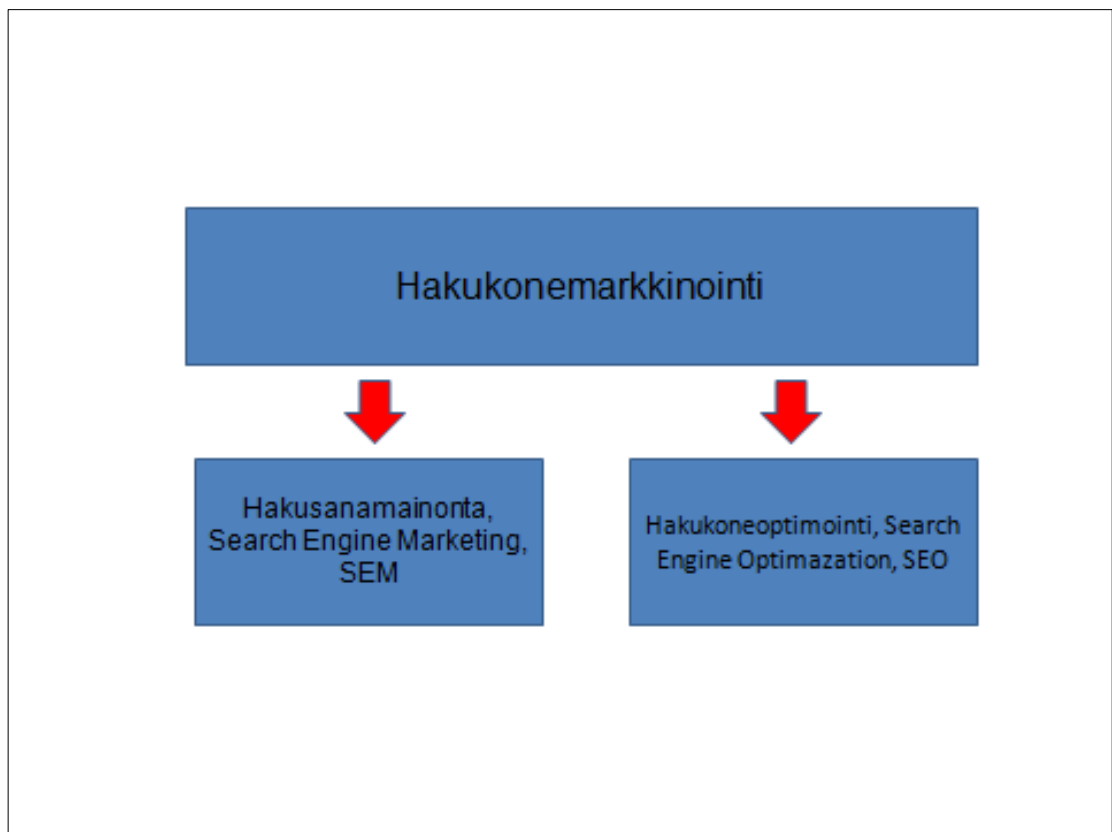 Hakukonemarkkinointi
Hakusanamainonta,
Search Engine Marketing,
SEM
Hakukoneoptimointi, Search
Engine Optimazation, SEO